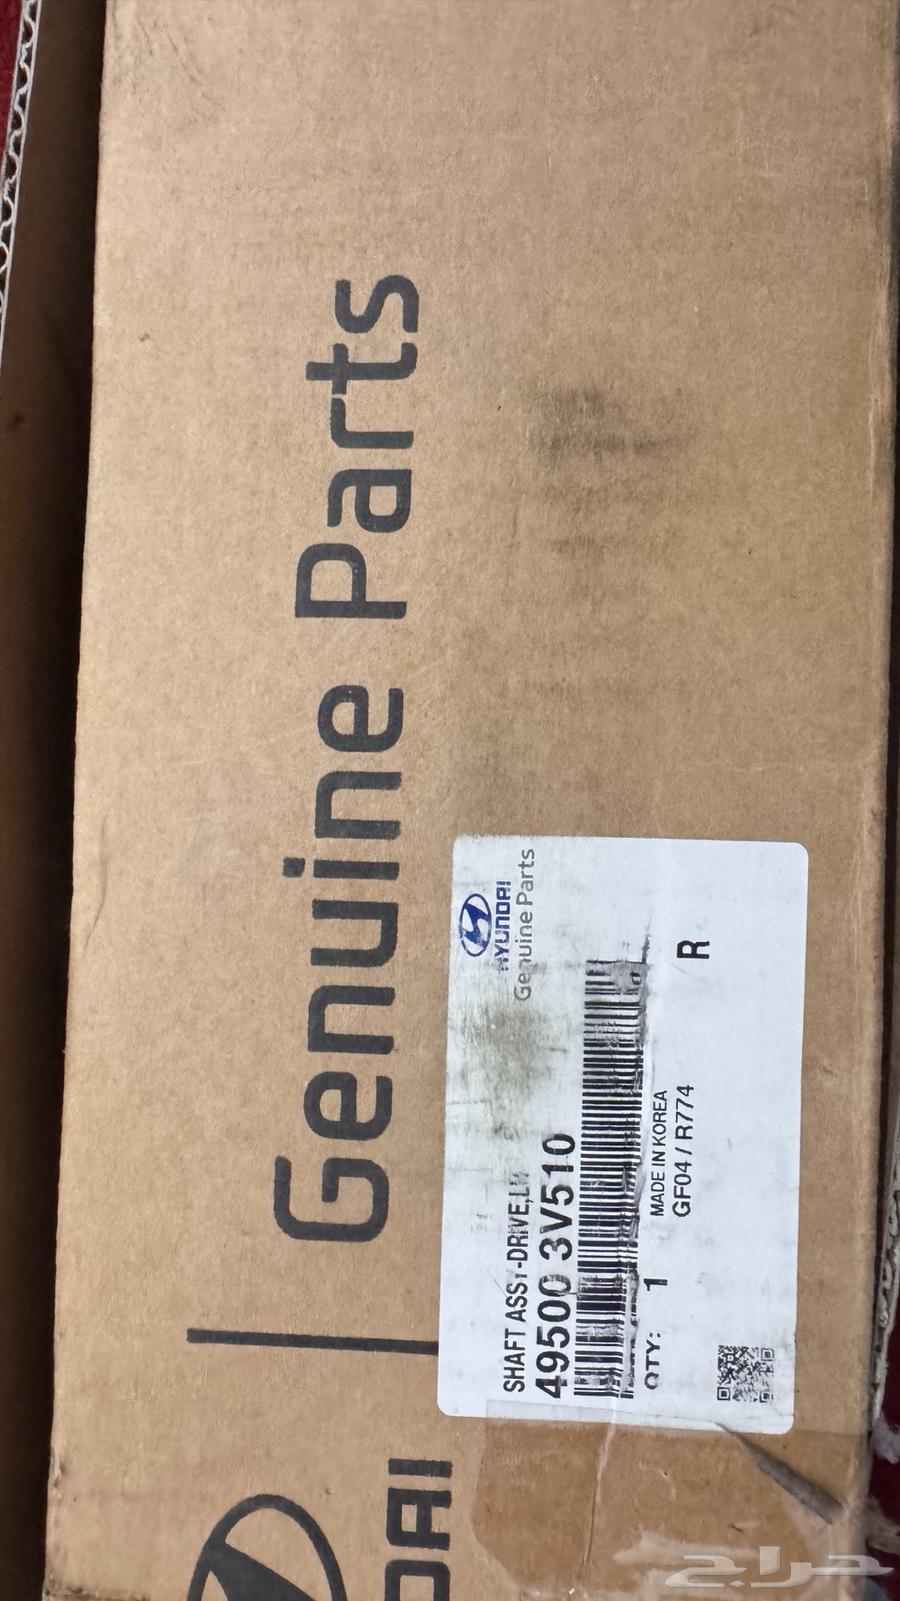 Genuine Parts
HYUNDAI
Genuine Parts
SHAFT ASSY-DRIVE,LH
49500 3V510
QTY: 1
MADE IN KOREA
GF04 / R774
R
DAI
حراج